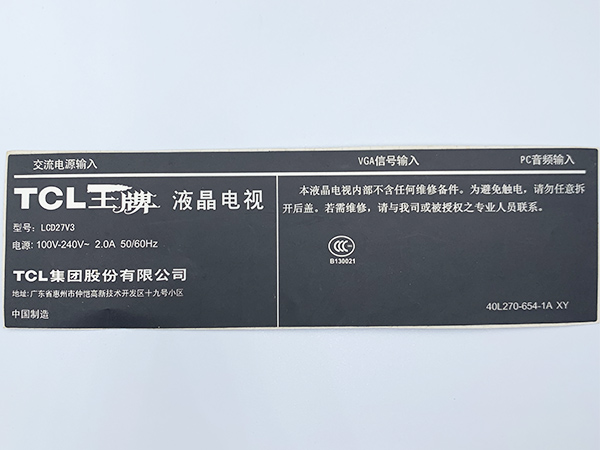 交流电源输入
VGA信号输入
PC音频输入
TCL王牌 液晶电视
型号: LCD27V3
电源: 100V-240V~ 2.0A 50/60Hz
TCL集团股份有限公司
地址: 广东省惠州市仲恺高新技术开发区十九号小区
中国制造
本液晶电视内部不含任何维修备件。为避免触电，请勿任意拆
开后盖。若需维修，请与我司或被授权之专业人员联系。
CCC
B130021
40L270-654-1A XY